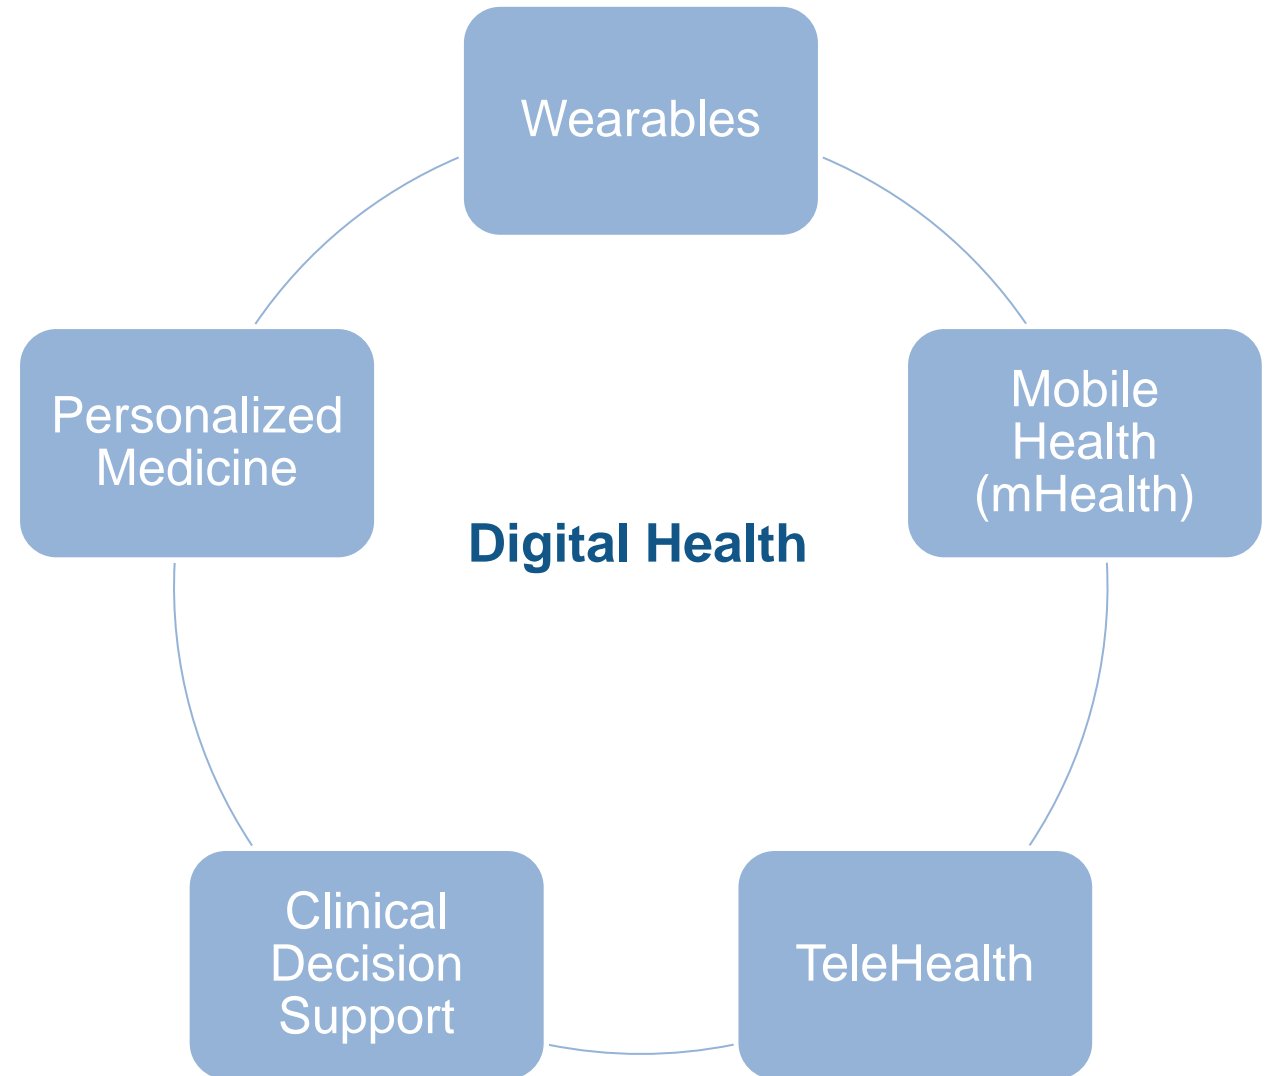 Wearables
Personalized
Medicine
Mobile
Health
(mHealth)
Digital Health
Clinical
Decision
Support
TeleHealth